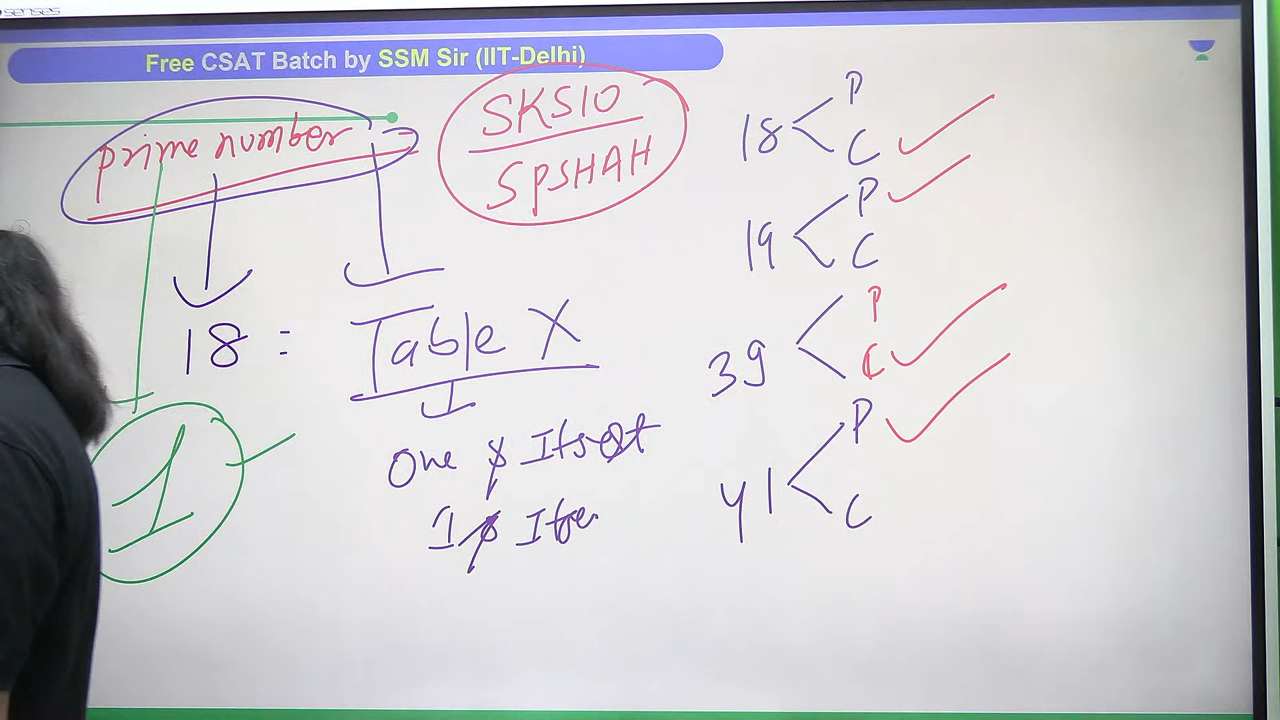 senses
Free CSAT Batch by SSM Sir (IIT-Delhi)
prime number
SKS10
SPSHAH
18 :
Table X
One & Itself
1 & Itse
1
18 < P
C ✓
19 < P ✓
C
39 < P
C ✓
41 < P ✓
C